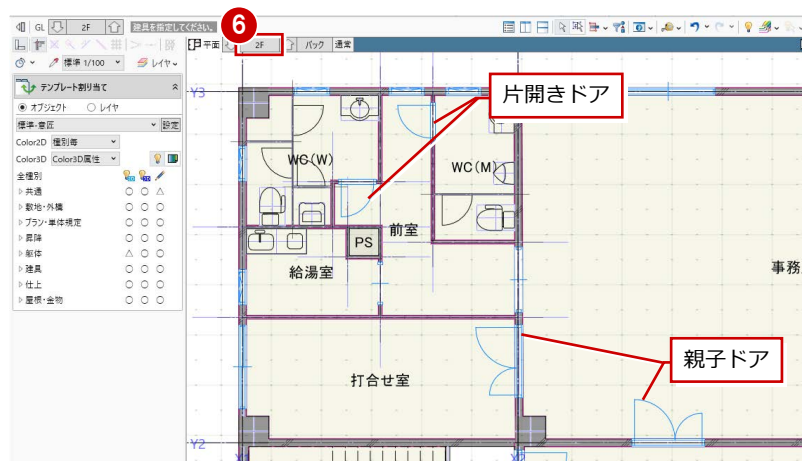 GL 2F 建具を指定してください。 6
平面 2F バック 通常
標準 1/100 レイヤ
テンプレート割り当て
オブジェクト レイヤ
標準・意匠 設定
Color2D 種別毎
Color3D Color3D属性
全種別
共通
敷地・外構
プラン・単体規定
昇降
躯体
建具
仕上
屋根・金物
Y3
片開きドア
WC(W)
WC(M)
前室
PS
給湯室
事務
親子ドア
打合せ室
Y2